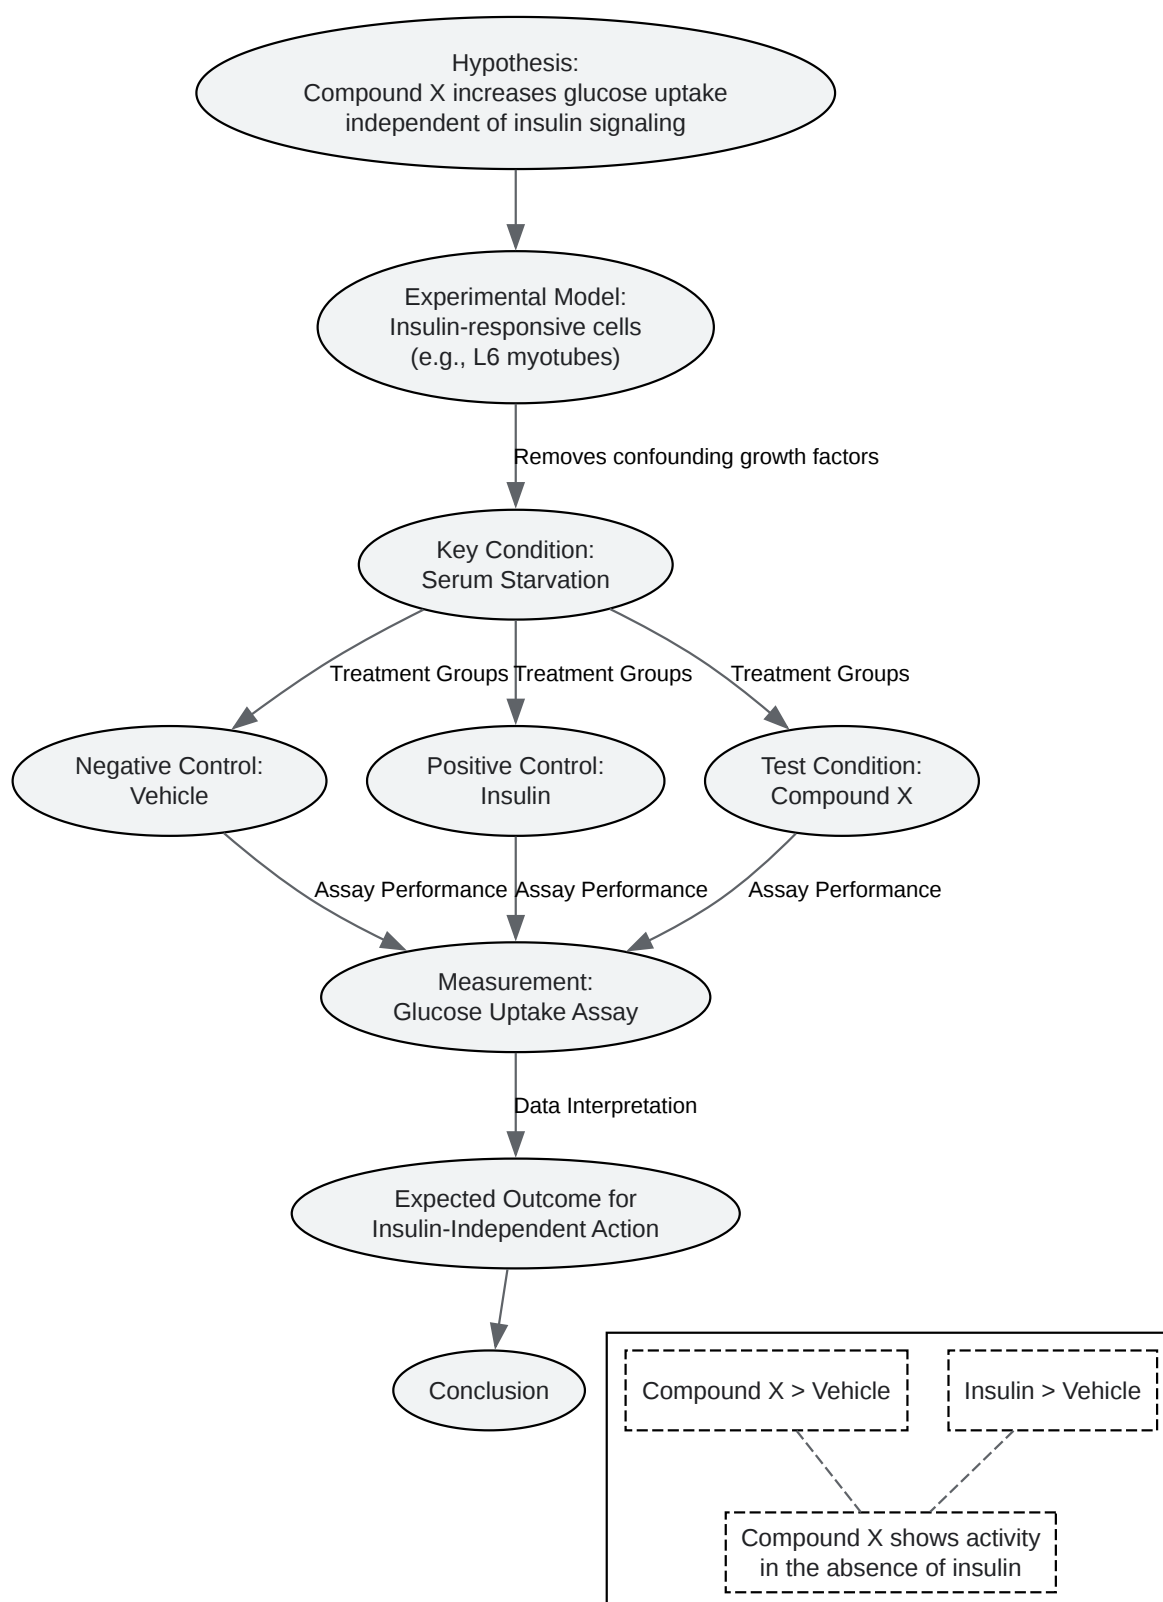 Hypothesis:
Compound X increases glucose uptake
independent of insulin signaling
Experimental Model:
Insulin-responsive cells
(e.g., L6 myotubes)
Removes confounding growth factors
Key Condition:
Serum Starvation
Treatment Groups
Treatment Groups
Treatment Groups
Negative Control:
Vehicle
Positive Control:
Insulin
Test Condition:
Compound X
Assay Performance
Assay Performance
Assay Performance
Measurement:
Glucose Uptake Assay
Data Interpretation
Expected Outcome for
Insulin-Independent Action
Conclusion
Compound X > Vehicle
Insulin > Vehicle
Compound X shows activity
in the absence of insulin